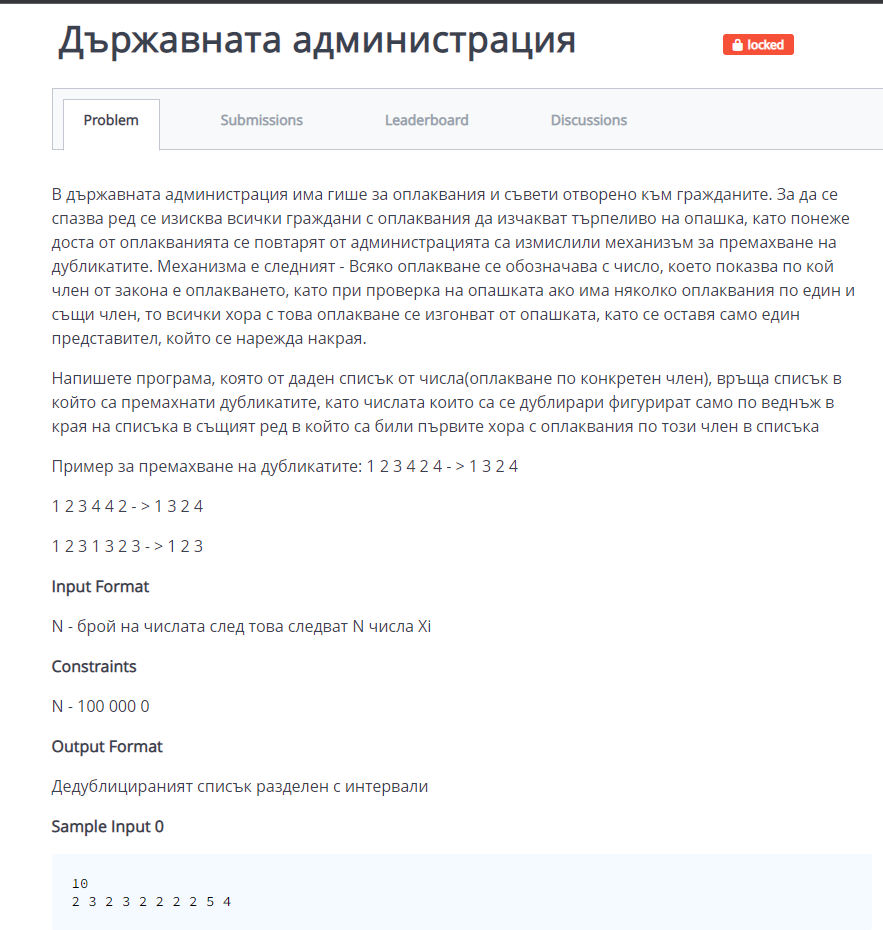 Държавната администрация
locked
Problem
Submissions
Leaderboard
Discussions
В държавната администрация има гише за оплаквания и съвети отворено към гражданите. За да се
спазва ред се изисква всички граждани с оплаквания да изчакват търпеливо на опашка, като понеже
доста от оплакванията се повтарят от администрацията са измислили механизъм за премахване на
дубликатите. Механизма е следният - Всяко оплакване се обозначава с число, което показва по кой
член от закона е оплакването, като при проверка на опашката ако има няколко оплаквания по един и
същи член, то всички хора с това оплакване се изгонват от опашката, като се оставя само един
представител, който се нарежда накрая.
Напишете програма, която от даден списък от числа(оплакване по конкретен член), връща списък в
който са премахнати дубликатите, като числата които са се дублирари фигурират само по веднъж в
края на списъка в същият ред в който са били първите хора с оплаквания по този член в списъка
Пример за премахване на дубликатите: 1 2 3 4 2 4 - > 1 3 2 4
1 2 3 4 4 2 - > 1 3 2 4
1 2 3 1 3 2 3 - > 1 2 3
Input Format
N - брой на числата след това следват N числа Xi
Constraints
N - 100 000 0
Output Format
Дедублицираният списък разделен с интервали
Sample Input 0
10
2 3 2 3 2 2 2 2 5 4